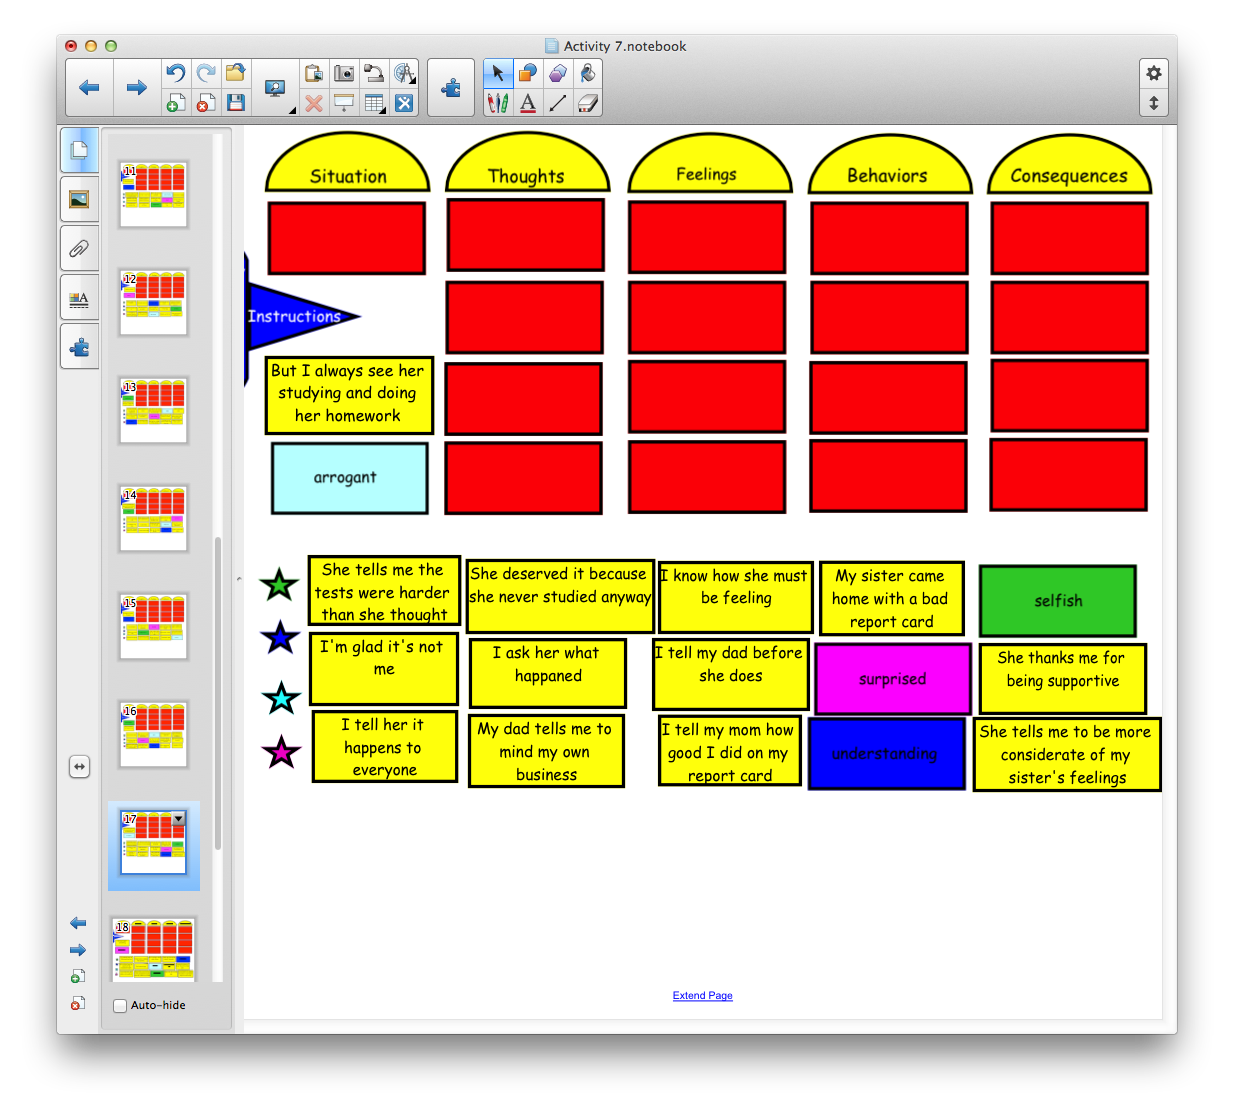 Activity 7.notebook
Situation
Thoughts
Feelings
Behaviors
Consequences
Instructions
But I always see her
studying and doing
her homework
arrogant
She tells me the
tests were harder
than she thought
She deserved it because
she never studied anyway
I know how she must
be feeling
My sister came
home with a bad
report card
selfish
I'm glad it's not
me
I ask her what
happaned
I tell my dad before
she does
surprised
She thanks me for
being supportive
I tell her it
happens to
everyone
My dad tells me to
mind my own
business
I tell my mom how
good I did on my
report card
understanding
She tells me to be more
considerate of my
sister's feelings
Extend Page
11
12
13
14
15
16
17
18
Auto-hide